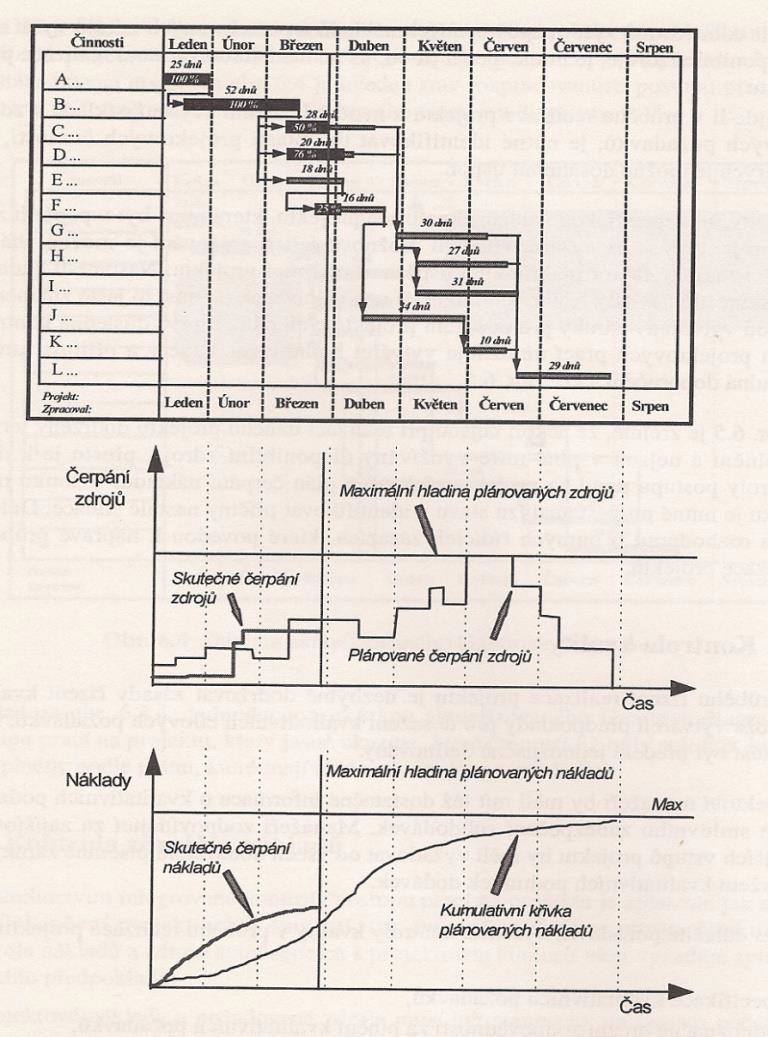 Činnosti
Leden Únor Březen Duben Květen Červen Červenec Srpen
A ...
25 dnů
100 %
B ...
52 dnů
100 %
C ...
28 dnů
50 %
D ...
20 dnů
76 %
E ...
18 dnů
F ...
16 dnů
G ...
30 dnů
H ...
27 dnů
I ...
31 dnů
J ...
K ...
10 dnů
L ...
29 dnů
Projekt:
Zpracoval:
Leden Únor Březen Duben Květen Červen Červenec Srpen
Čerpání
zdrojů
Maximální hladina plánovaných zdrojů
Skutečné čerpání
zdrojů
Plánované čerpání zdrojů
Čas
Náklady
Maximální hladina plánovaných nákladů
Max
Skutečné čerpání
nákladů
Kumulativní křivka
plánovaných nákladů
Čas